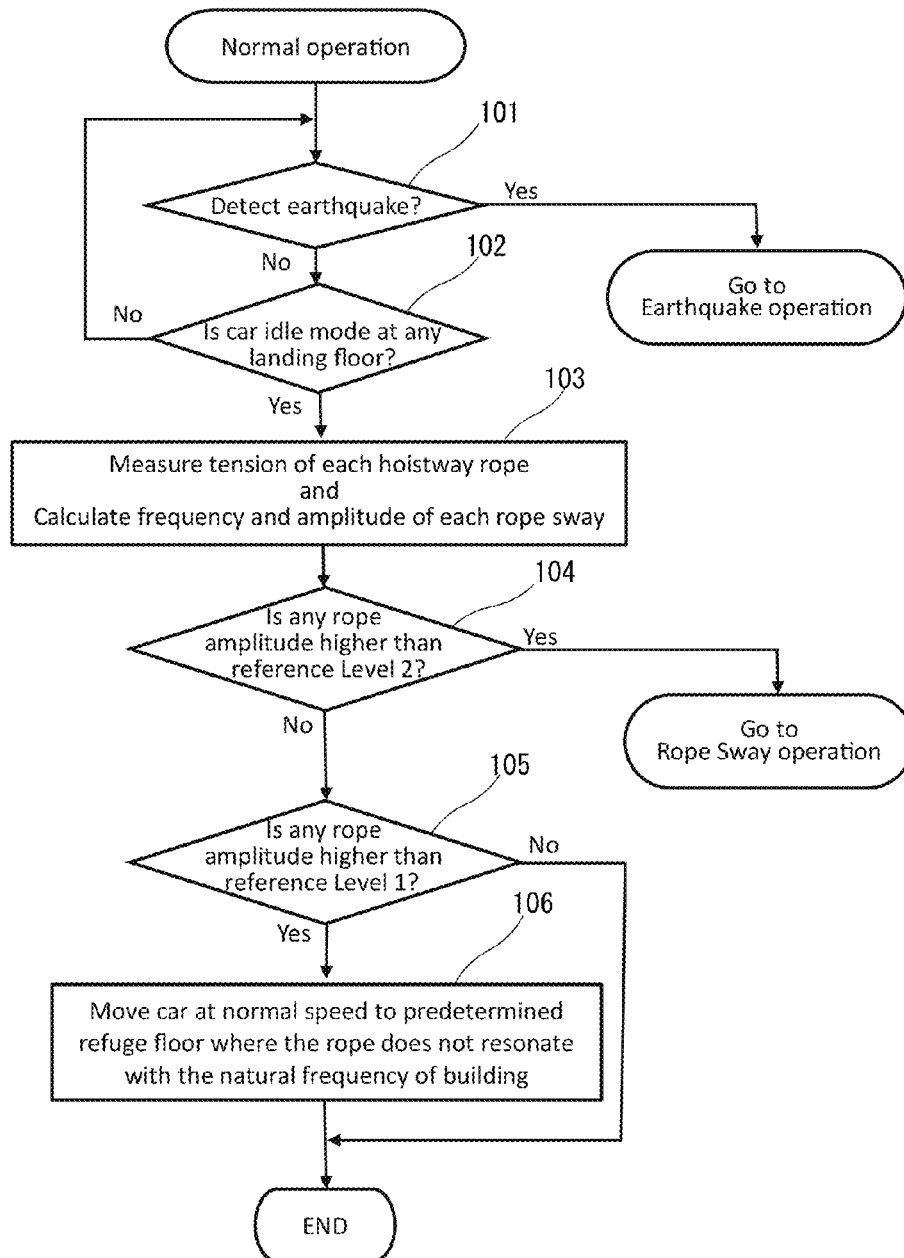 Normal operation
101
Detect earthquake?
Yes
No
102
Go to
Earthquake operation
No
Is car idle mode at any
landing floor?
Yes
103
Measure tension of each hoistway rope
and
Calculate frequency and amplitude of each rope sway
104
Is any rope
amplitude higher than
reference Level 2?
Yes
No
Go to
Rope Sway operation
105
Is any rope
amplitude higher than
reference Level 1?
No
Yes
106
Move car at normal speed to predetermined
refuge floor where the rope does not resonate
with the natural frequency of building
END